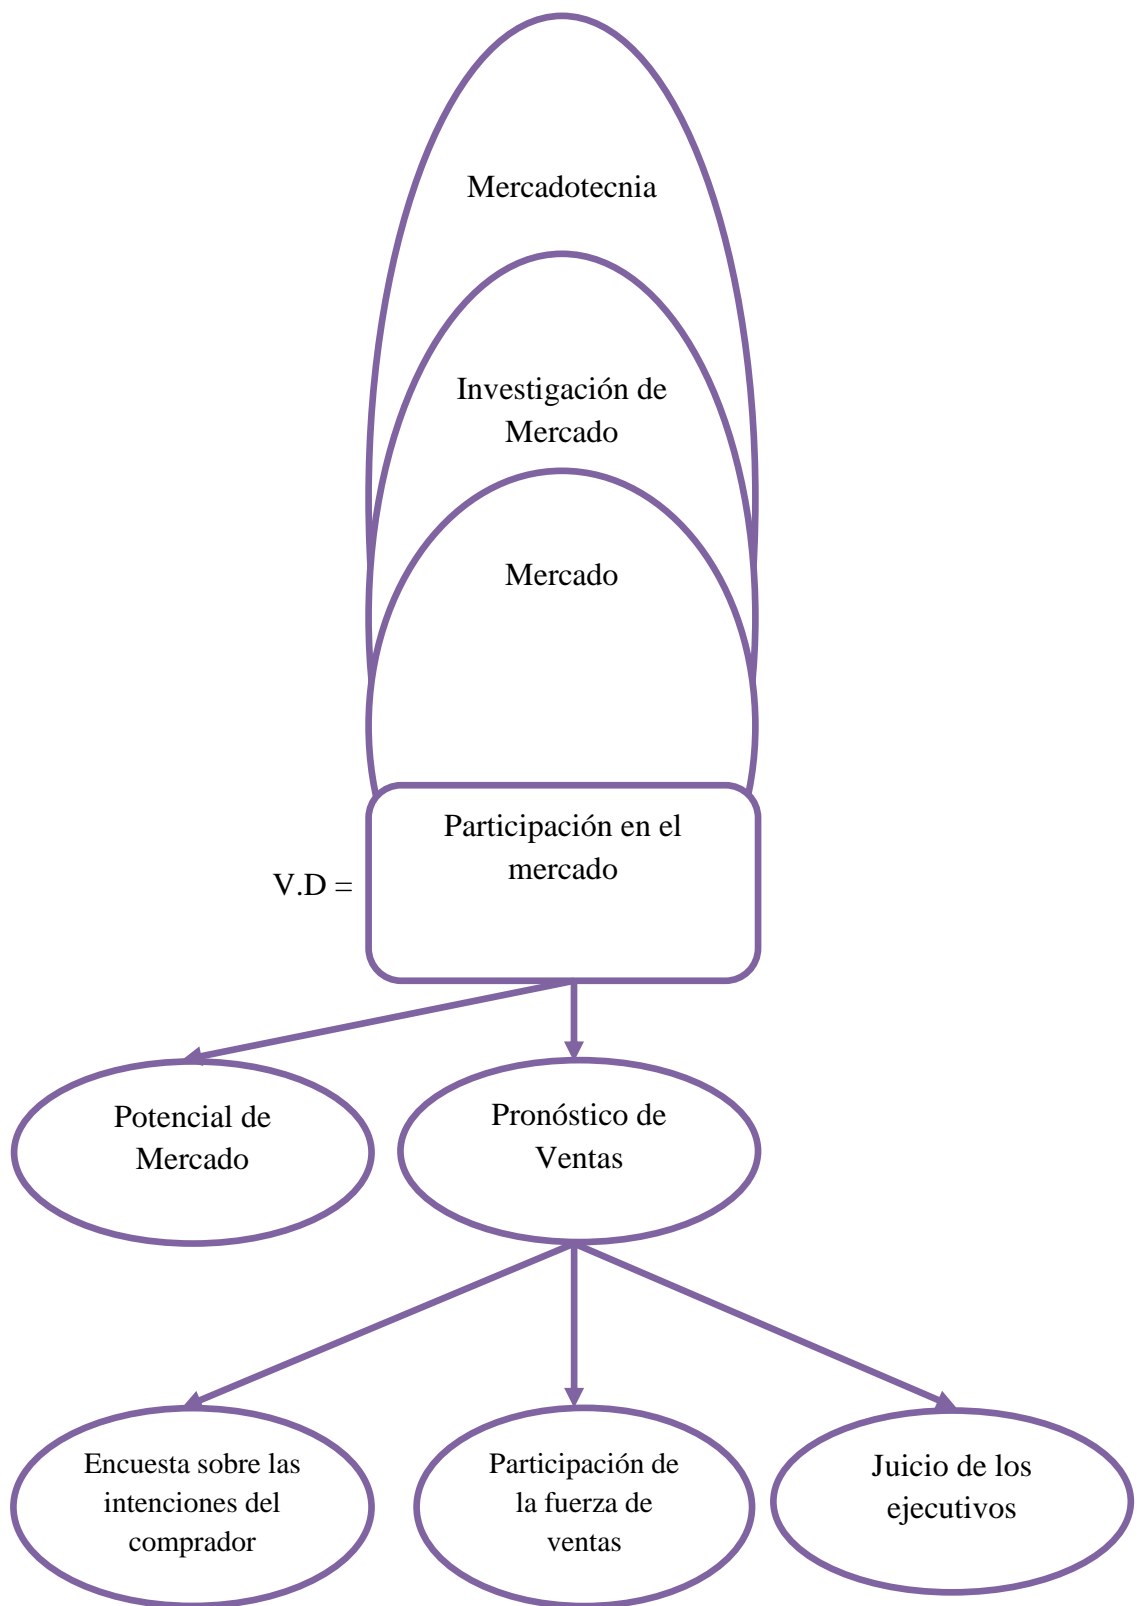 Mercadotecnia
Investigación de
Mercado
Mercado
Participación en el
mercado
V.D =
Potencial de
Mercado
Pronóstico de
Ventas
Encuesta sobre las
intenciones del
comprador
Participación de
la fuerza de
ventas
Juicio de los
ejecutivos